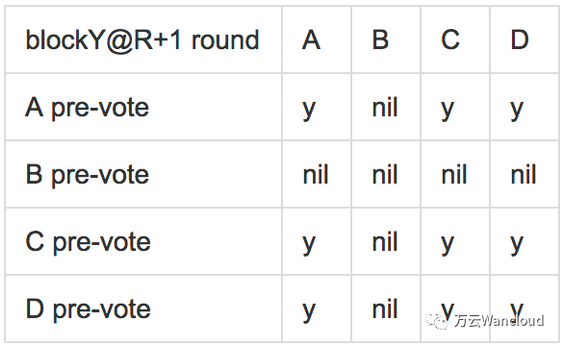 blockY@R+1 round A B C D
A pre-vote y nil y y
B pre-vote nil nil nil nil
C pre-vote y nil y y
D pre-vote y nil y y
万云Wancloud